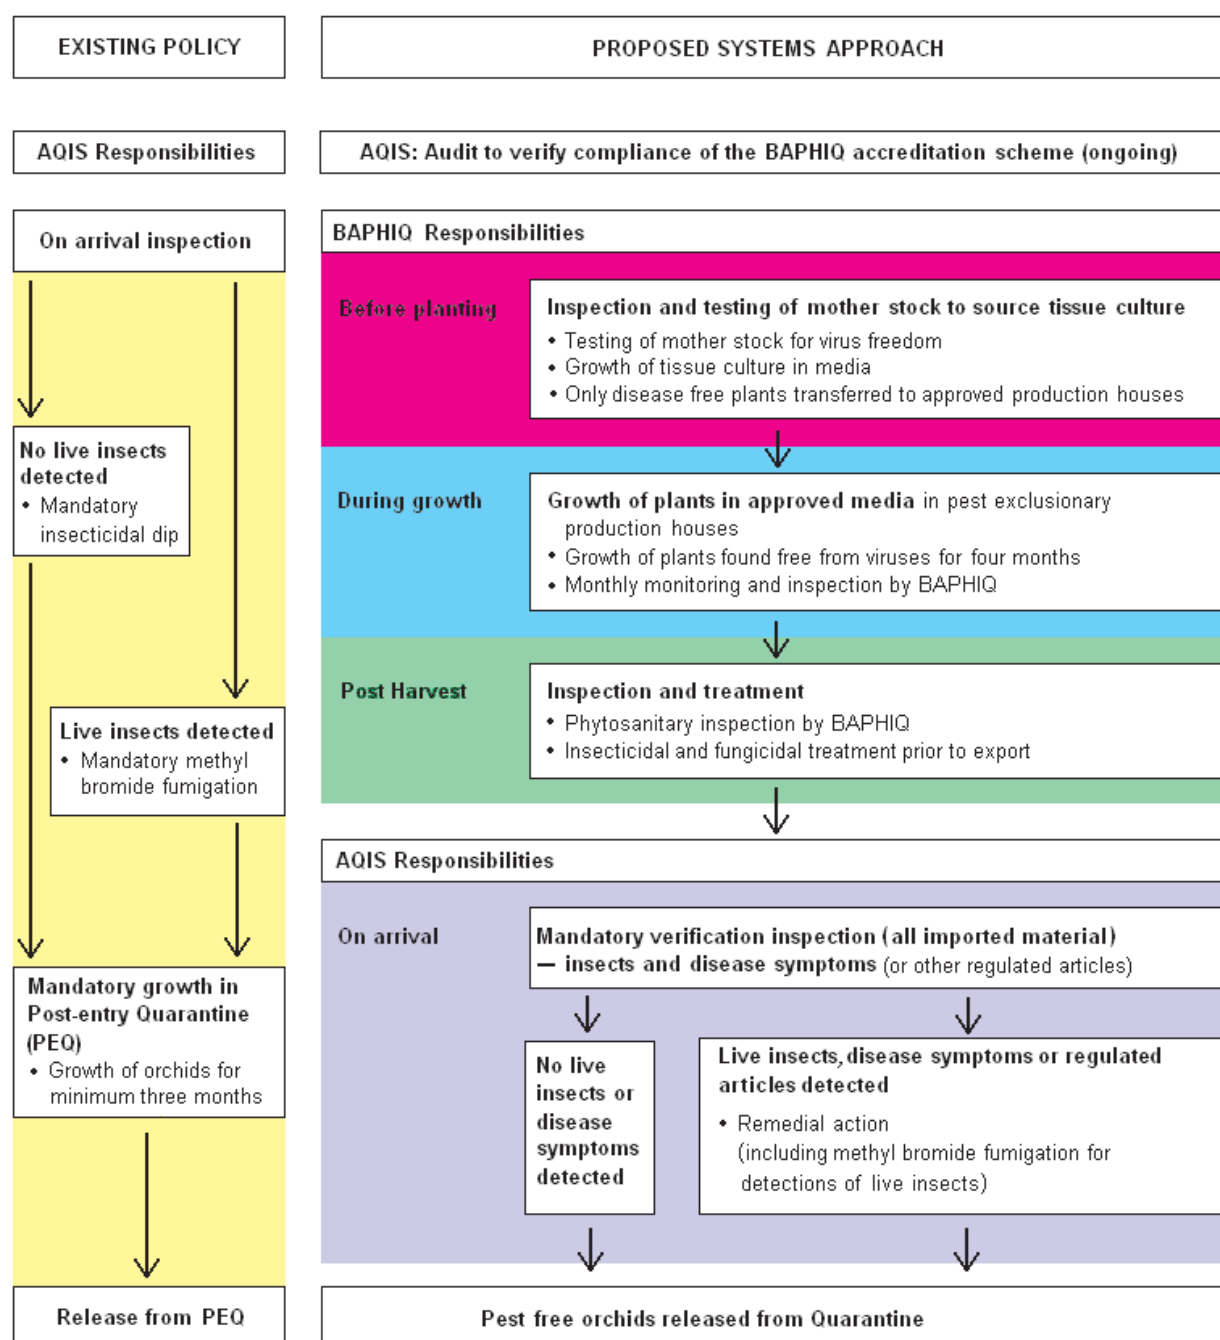 EXISTING POLICY
PROPOSED SYSTEMS APPROACH
AQIS Responsibilities
AQIS: Audit to verify compliance of the BAPHIQ accreditation scheme (ongoing)
On arrival inspection
No live insects
detected
• Mandatory
insecticidal dip
Live insects detected
• Mandatory methyl
bromide fumigation
Mandatory growth in
Post-entry Quarantine
(PEQ)
• Growth of orchids for
minimum three months
Release from PEQ
BAPHIQ Responsibilities
Before planting
Inspection and testing of mother stock to source tissue culture
• Testing of mother stock for virus freedom
• Growth of tissue culture in media
• Only disease free plants transferred to approved production houses
During growth
Growth of plants in approved media in pest exclusionary
production houses
• Growth of plants found free from viruses for four months
• Monthly monitoring and inspection by BAPHIQ
Post Harvest
Inspection and treatment
• Phytosanitary inspection by BAPHIQ
• Insecticidal and fungicidal treatment prior to export
AQIS Responsibilities
On arrival
Mandatory verification inspection (all imported material)
— insects and disease symptoms (or other regulated articles)
No live
insects or
disease
symptoms
detected
Live insects, disease symptoms or regulated
articles detected
• Remedial action
(including methyl bromide fumigation for
detections of live insects)
Pest free orchids released from Quarantine